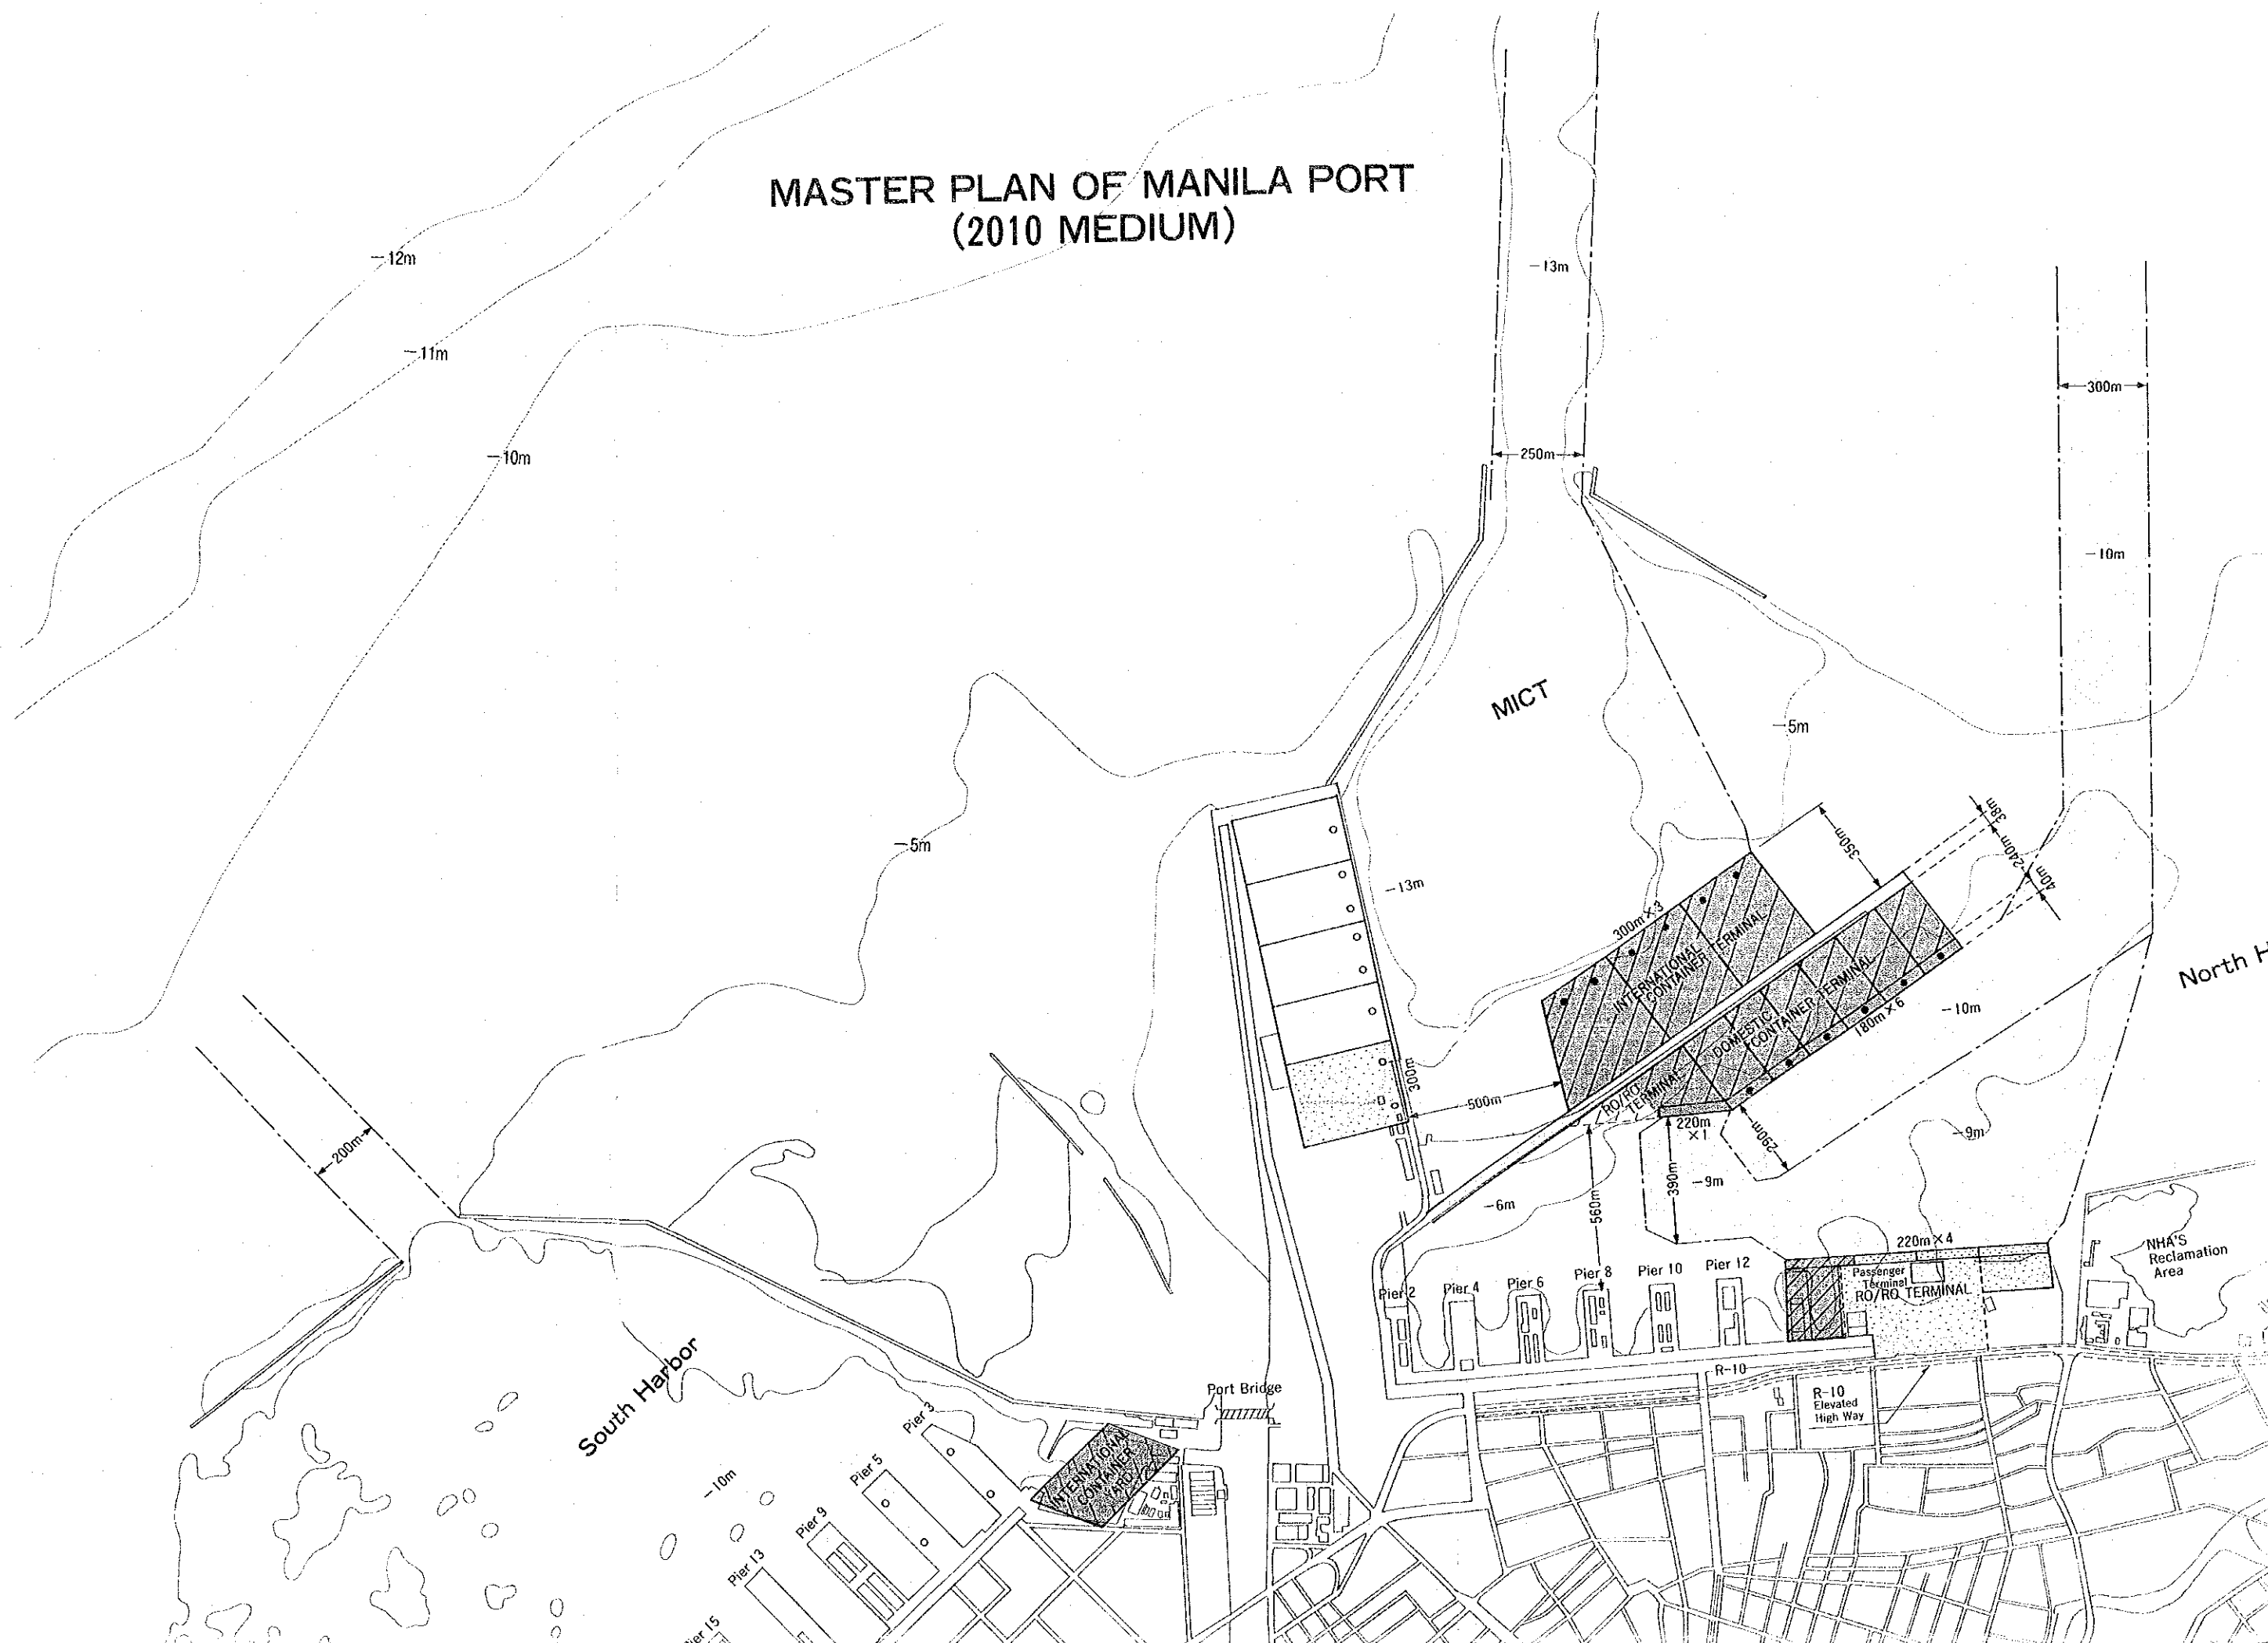 MASTER PLAN OF MANILA PORT
(2010 MEDIUM)
-12m
-13m
-11m
300m
-10m
250m
-10m
MICT
-5m
-5m
38m
350m
240m
40m
-13m
300m×3
INTERNATIONAL
CONTAINER TERMINAL
North H
DOMESTIC
CONTAINER TERMINAL
180m×6
-10m
300m
500m
RO/RO
TERMINAL
220m
×1
290m
-9m
200m
390m
-9m
560m
-6m
220m×4
NHA'S
Reclamation
Area
Pier 2
Pier 4
Pier 6
Pier 8
Pier 10
Pier 12
Passenger
Terminal
RO/RO TERMINAL
South Harbor
R-10
Port Bridge
R-10
Elevated
High Way
Pier 3
INTERNATIONAL
CONTAINER
YARD
Pier 5
-10m
Pier 9
Pier 13
Pier 15